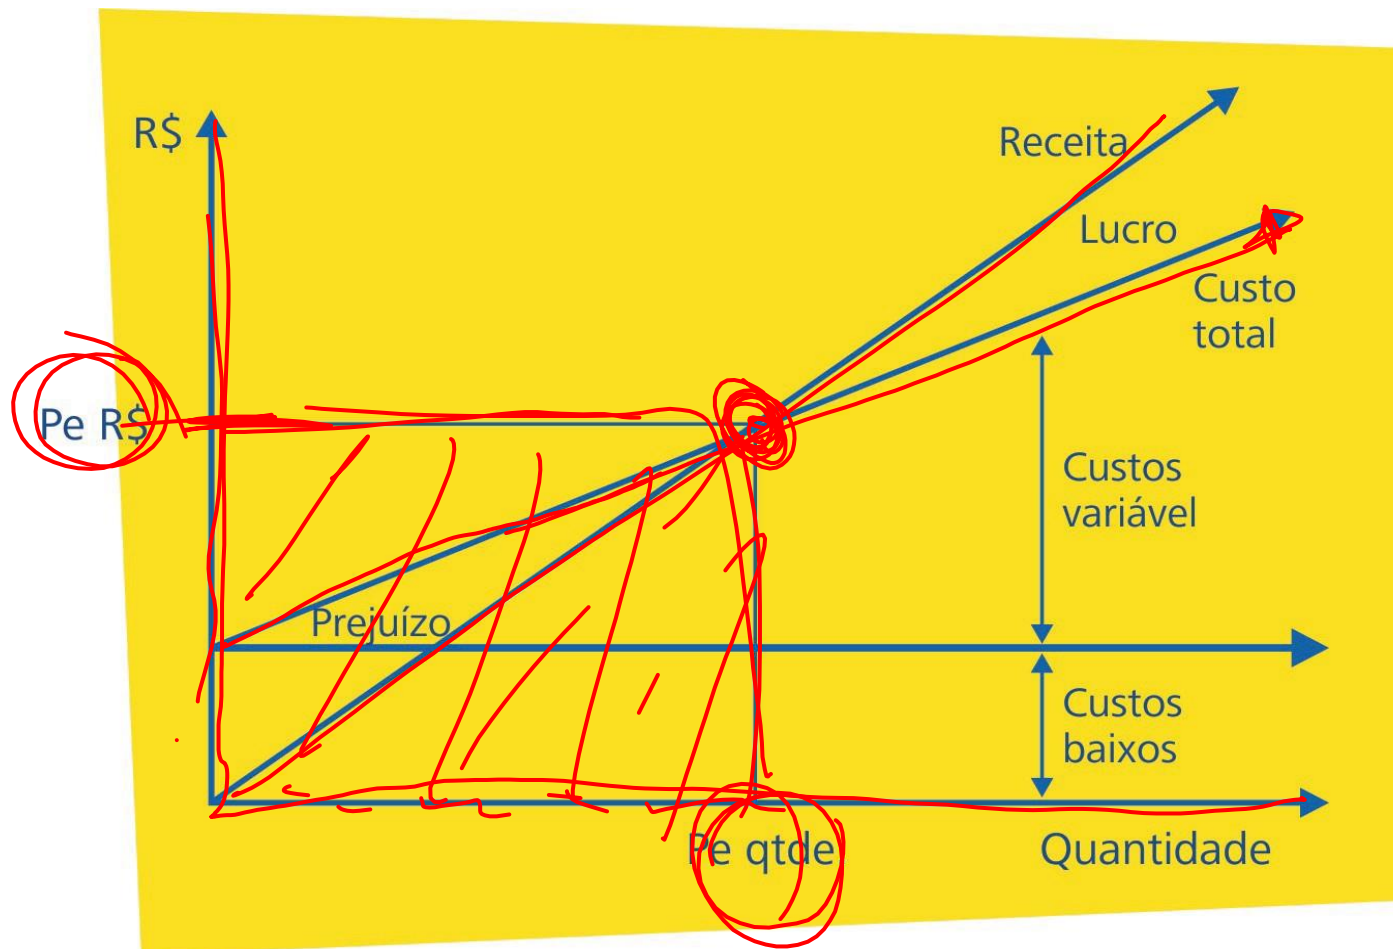 R$
Receita
Lucro
Custo
total
Pe R$
Custos
variável
Prejuízo
Custos
baixos
Pe qtde
Quantidade